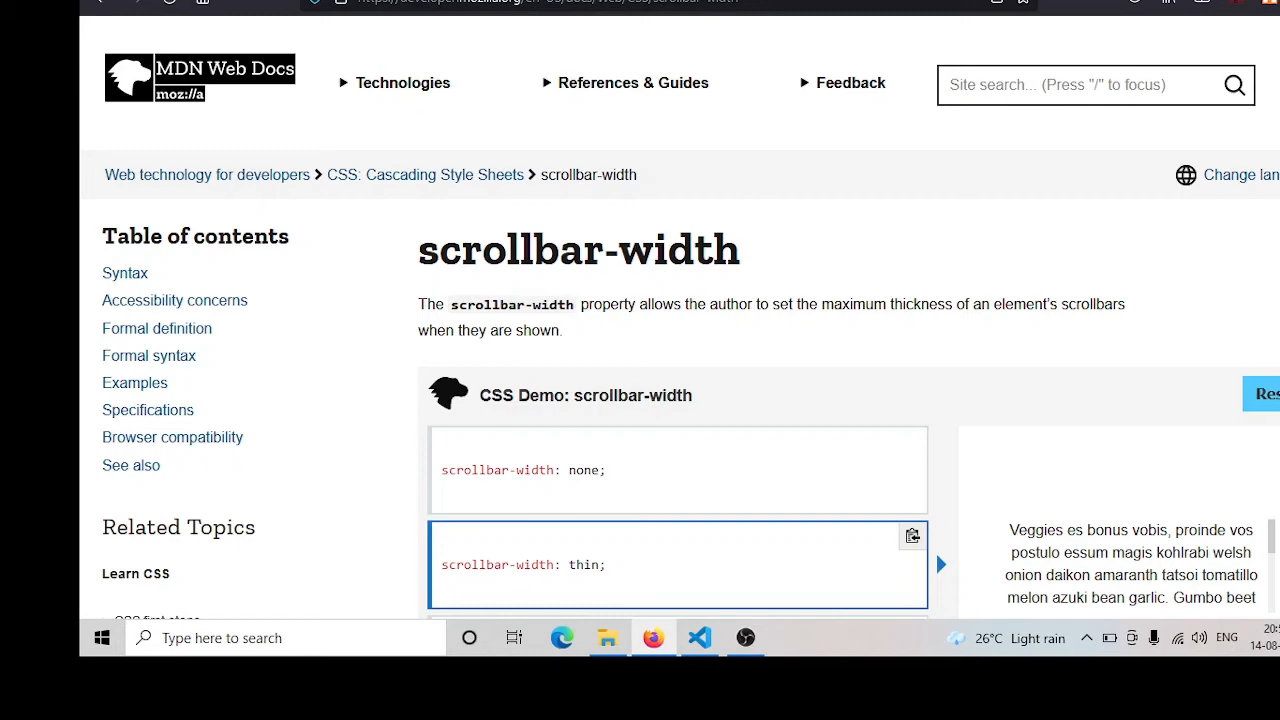 MDN Web Docs
moz://a
Technologies
References & Guides
Feedback
Site search... (Press "/" to focus)
Web technology for developers
CSS: Cascading Style Sheets
scrollbar-width
Change lan
Table of contents
Syntax
Accessibility concerns
Formal definition
Formal syntax
Examples
Specifications
Browser compatibility
See also
Related Topics
Learn CSS
scrollbar-width
The scrollbar-width property allows the author to set the maximum thickness of an element's scrollbars
when they are shown.
CSS Demo: scrollbar-width
Res
scrollbar-width: none;
scrollbar-width: thin;
Veggies es bonus vobis, proinde vos
postulo essum magis kohlrabi welsh
onion daikon amaranth tatsoi tomatillo
melon azuki bean garlic. Gumbo beet
Type here to search
26°C Light rain
ENG
20:
14-08-